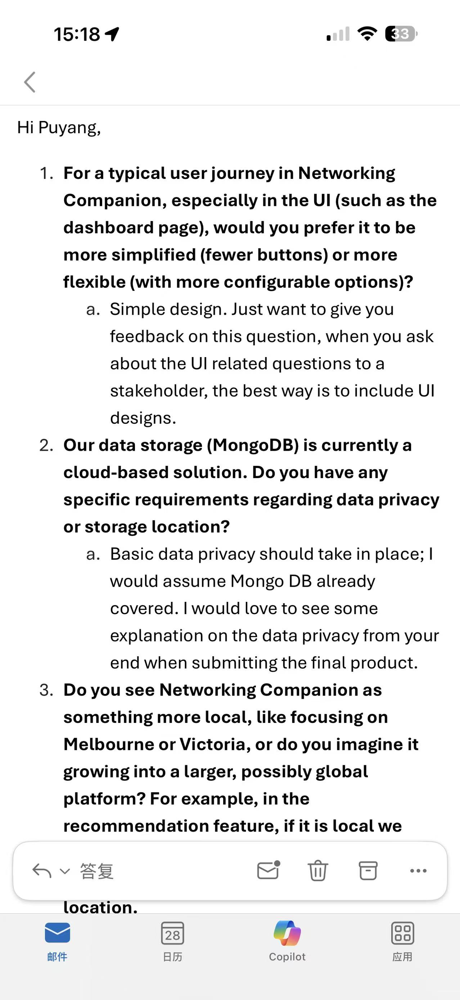 15:18
33
Hi Puyang,
1. For a typical user journey in Networking
Companion, especially in the UI (such as the
dashboard page), would you prefer it to be
more simplified (fewer buttons) or more
flexible (with more configurable options)?
a. Simple design. Just want to give you
feedback on this question, when you ask
about the UI related questions to a
stakeholder, the best way is to include UI
designs.
2. Our data storage (MongoDB) is currently a
cloud-based solution. Do you have any
specific requirements regarding data privacy
or storage location?
a. Basic data privacy should take in place; I
would assume Mongo DB already
covered. I would love to see some
explanation on the data privacy from your
end when submitting the final product.
3. Do you see Networking Companion as
something more local, like focusing on
Melbourne or Victoria, or do you imagine it
growing into a larger, possibly global
platform? For example, in the
recommendation feature, if it is local we
答复
location.
28
邮件
日历
Copilot
应用